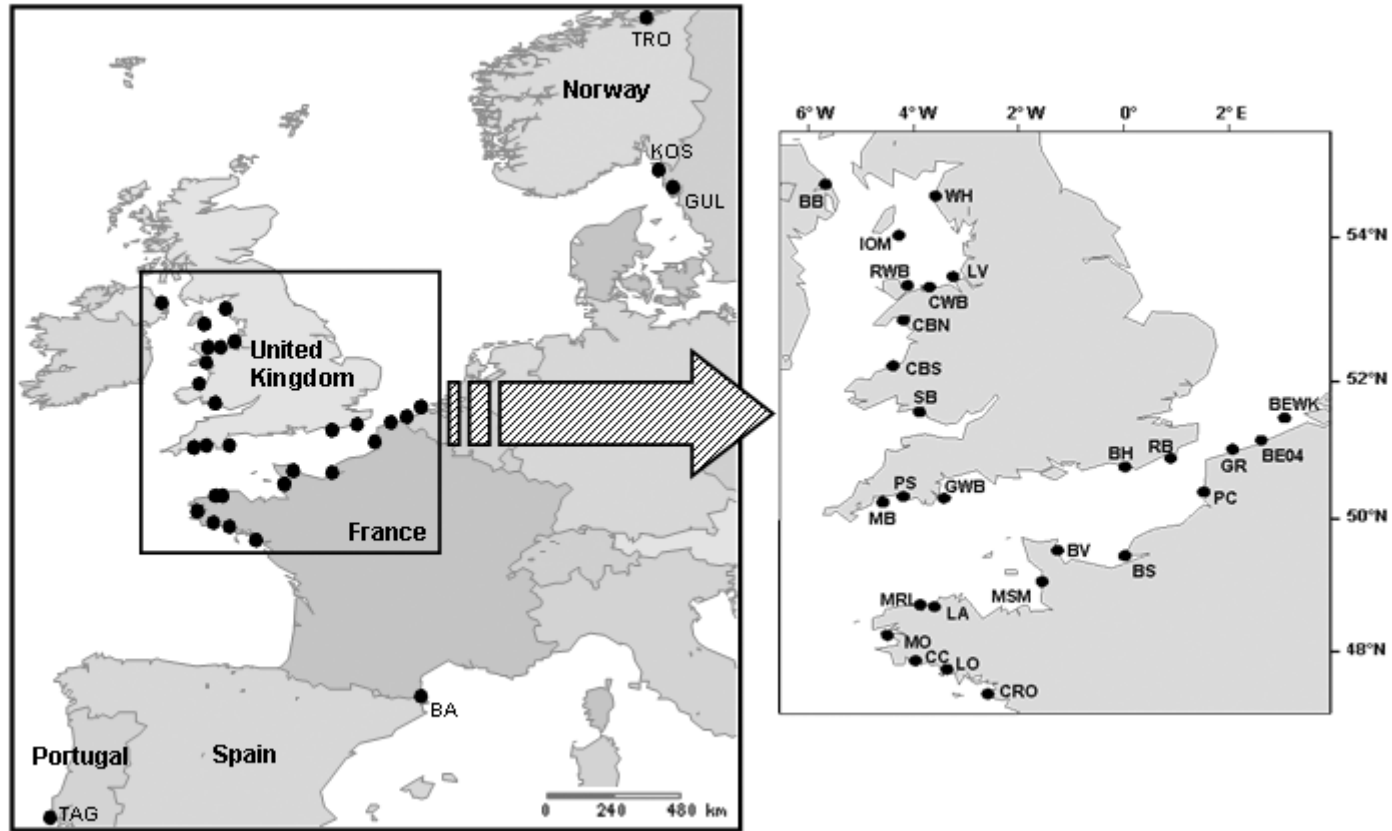 TRO
Norway
KOS
GUL
United
Kingdom
France
BA
Portugal
Spain
TAG
0 240 480 km
6° W 4° W 2° W 0° 2° E
BB
WH
IOM
54°N
RWB
LV
CWB
CBN
CBS
52°N
SB
BEWK
BH
RB
BE04
GR
PS
GWB
PC
MB
50°N
BV
BS
MSM
MRL
LA
MO
CC
LO
48°N
CRO